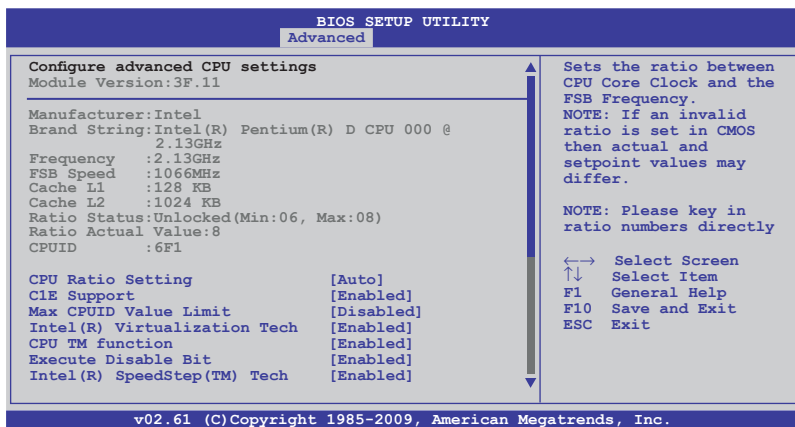 BIOS SETUP UTILITY
Advanced
Configure advanced CPU settings
Module Version:3F.11
Manufacturer:Intel
Brand String:Intel(R) Pentium(R) D CPU 000 @
2.13GHz
Frequency :2.13GHz
FSB Speed :1066MHz
Cache L1 :128 KB
Cache L2 :1024 KB
Ratio Status:Unlocked(Min:06, Max:08)
Ratio Actual Value:8
CPUID :6F1
CPU Ratio Setting [Auto]
C1E Support [Enabled]
Max CPUID Value Limit [Disabled]
Intel(R) Virtualization Tech [Enabled]
CPU TM function [Enabled]
Execute Disable Bit [Enabled]
Intel(R) SpeedStep(TM) Tech [Enabled]
Sets the ratio between
CPU Core Clock and the
FSB Frequency.
NOTE: If an invalid
ratio is set in CMOS
then actual and
setpoint values may
differ.
NOTE: Please key in
ratio numbers directly
←→ Select Screen
↑↓ Select Item
F1 General Help
F10 Save and Exit
ESC Exit
v02.61 (C)Copyright 1985-2009, American Megatrends, Inc.